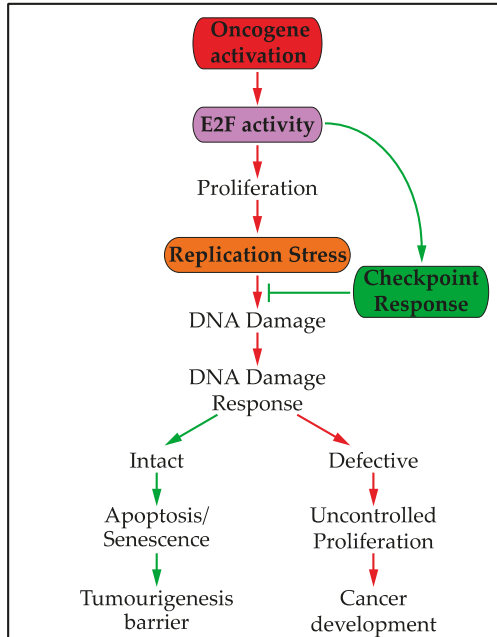 Oncogene
activation
E2F activity
Proliferation
Replication Stress
Checkpoint
Response
DNA Damage
DNA Damage
Response
Intact
Defective
Apoptosis/
Senescence
Uncontrolled
Proliferation
Tumourigenesis
barrier
Cancer
development